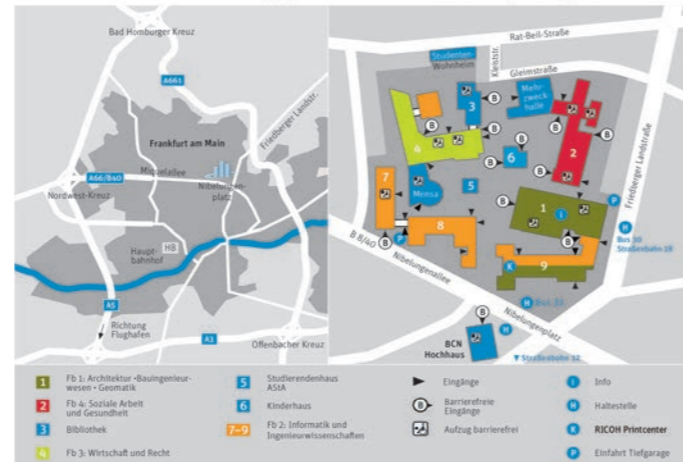 Bad Homburger Kreuz
A661
Friedberger Landstr.
Frankfurt am Main
A66/B40
Miquelallee
Nibelungen-
platz
Nordwest-Kreuz
Haupt-
bahnhof
HB
A5
Richtung
Flughafen
A3
Offenbacher Kreuz
Rat-Beil-Straße
Studenten-
Wohnheim
Kleiststr.
Gleimstraße
Mehr-
zweck-
halle
Friedberger Landstraße
B
3
B
B
B
4
B
B
6
2
B
7
Mensa
5
B
1
i
P
H
Bus 30
Straßenbahn 18
8
B
P
B
B 8/40
Nibelungenallee
K
9
H
Bus 32
Nibelungenplatz
B
H
BCN
Hochhaus
Straßenbahn 12
1
Fb 1: Architektur •Bauingenieur-
wesen • Geomatik
2
Fb 4: Soziale Arbeit
und Gesundheit
3
Bibliothek
4
Fb 3: Wirtschaft und Recht
5
Studierendenhaus
AStA
6
Kinderhaus
7–9
Fb 2: Informatik und
Ingenieurwissenschaften
Eingänge
B
Barrierefreie
Eingänge
Aufzug barrierefrei
i
Info
H
Haltestelle
K
RICOH Printcenter
P
Einfahrt Tiefgarage